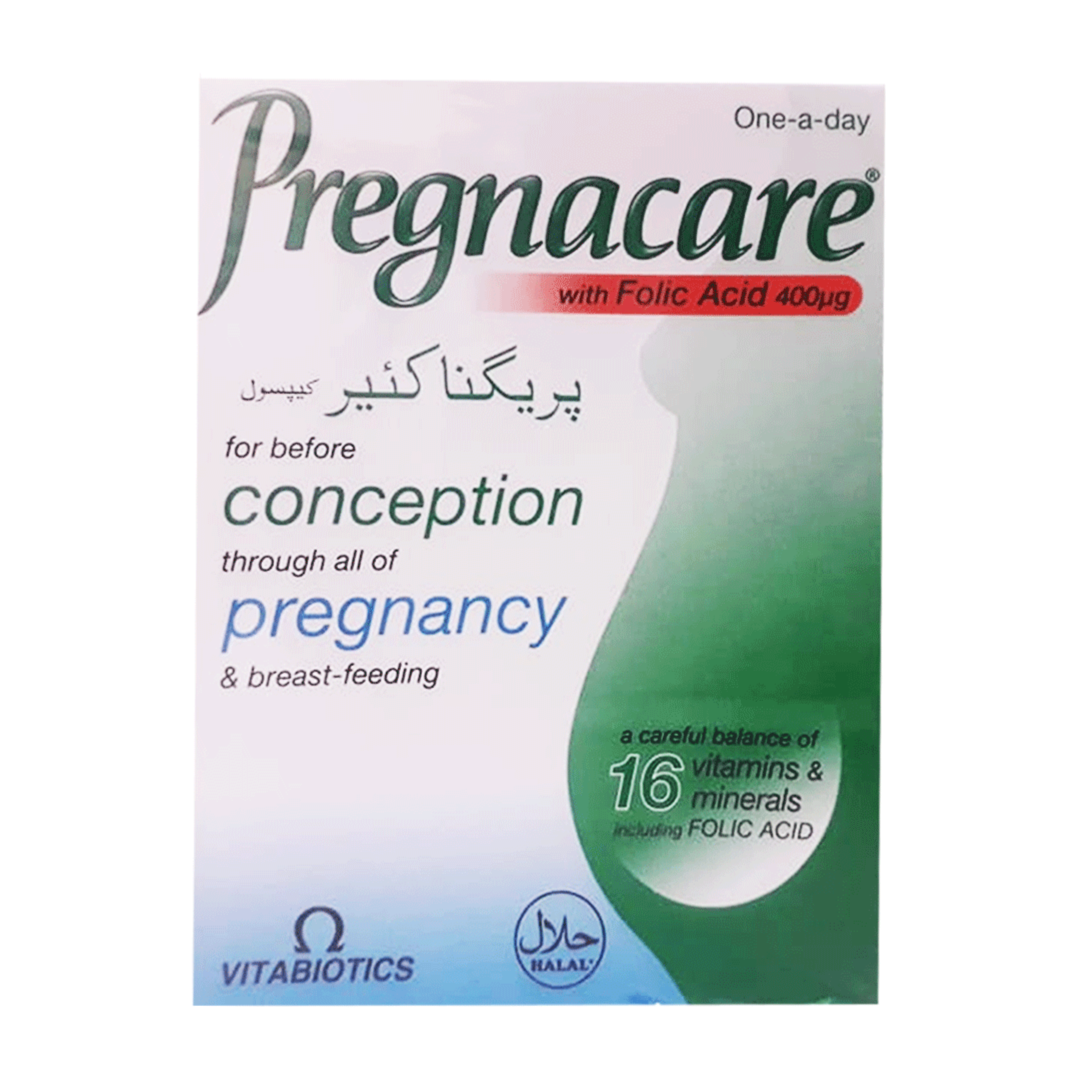 One-a-day
Pregnacare®
with Folic Acid 400µg
پریگنا کئیر کیپسول
for before
conception
through all of
pregnancy
& breast-feeding
a careful balance of
16 vitamins &
minerals
including FOLIC ACID
Ω
VITABIOTICS
حلال
HALAL